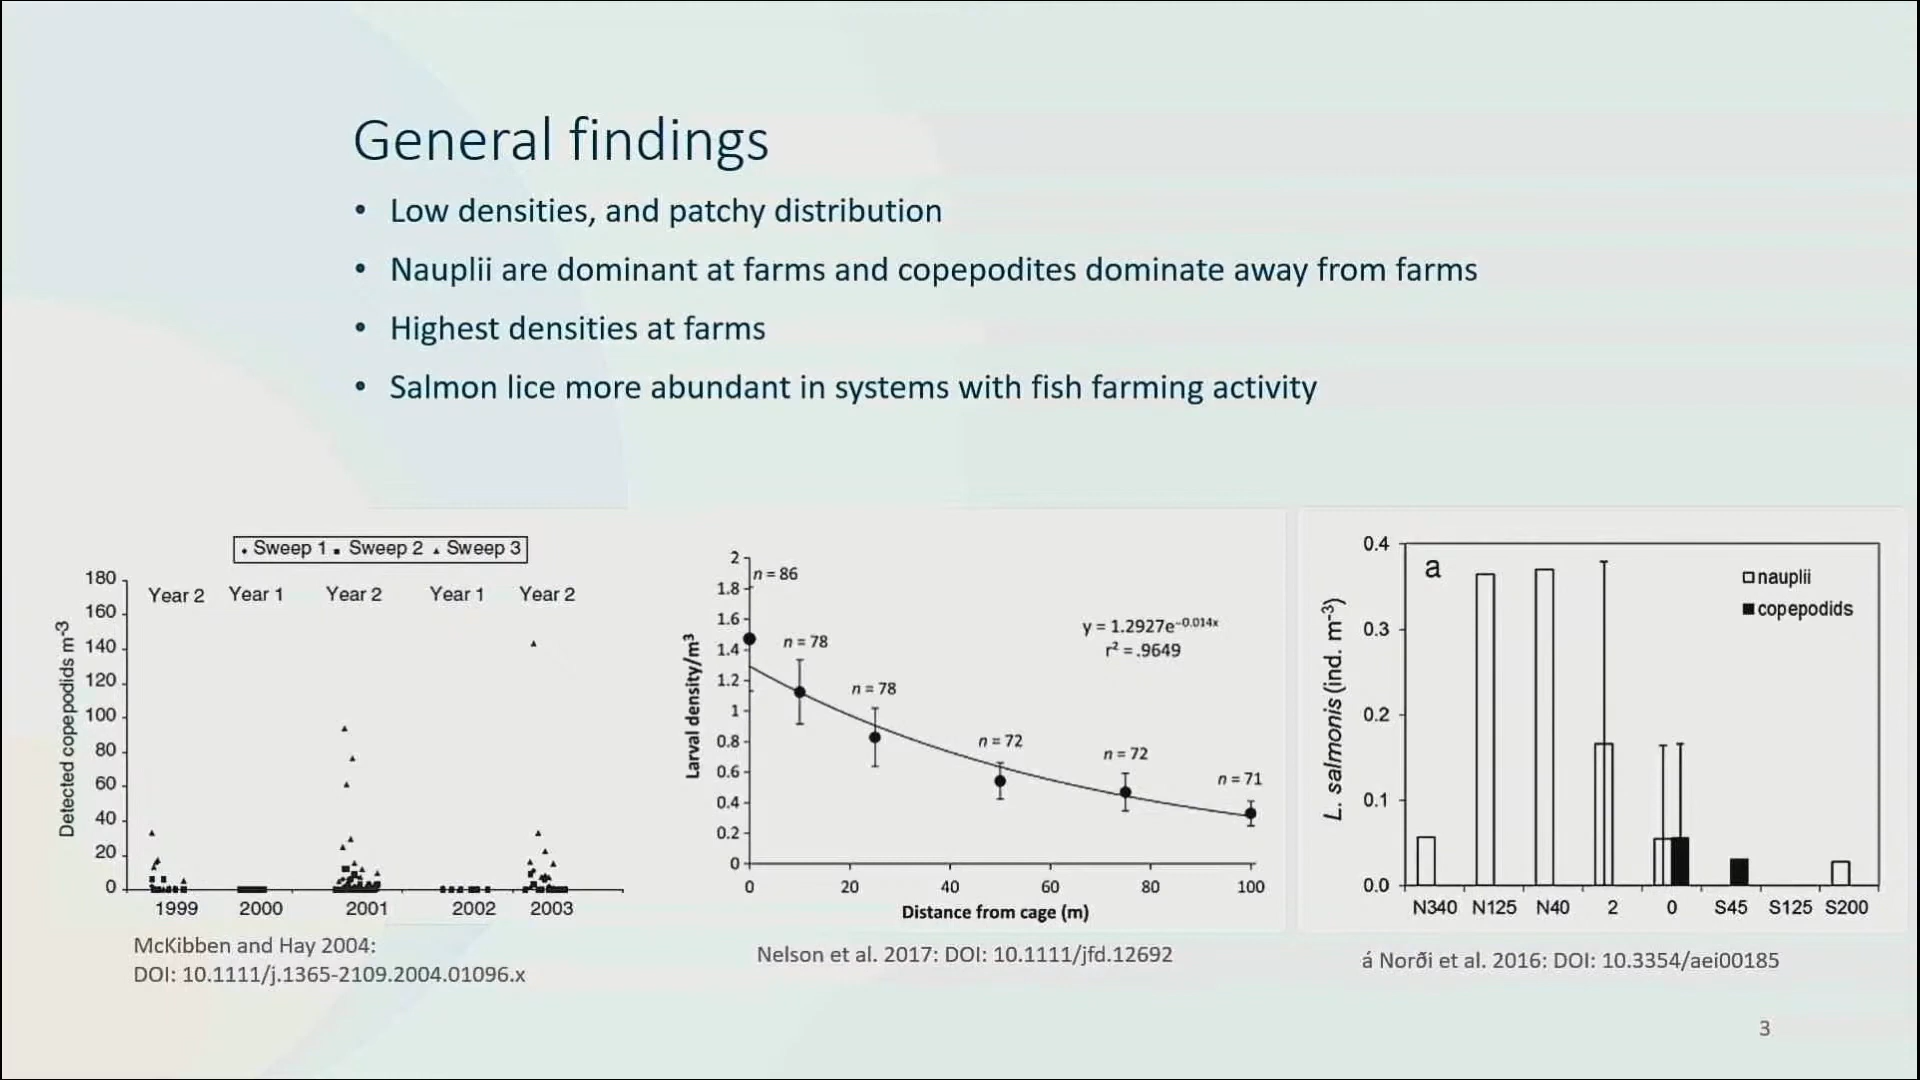 General findings
• Low densities, and patchy distribution
• Nauplii are dominant at farms and copepodites dominate away from farms
• Highest densities at farms
• Salmon lice more abundant in systems with fish farming activity
Sweep 1 Sweep 2 Sweep 3
Year 2 Year 1 Year 2 Year 1 Year 2
Detected copepodids m-3
180
160
140
120
100
80
60
40
20
0
1999 2000 2001 2002 2003
McKibben and Hay 2004:
DOI: 10.1111/j.1365-2109.2004.01096.x
Larval density/m³
2
1.8
1.6
1.4
1.2
1
0.8
0.6
0.4
0.2
0
n = 86
n = 78
n = 78
n = 72
n = 72
n = 71
y = 1.2927e−0.014x
r² = .9649
0 20 40 60 80 100
Distance from cage (m)
Nelson et al. 2017: DOI: 10.1111/jfd.12692
L. salmonis (ind. m-3)
0.4
0.3
0.2
0.1
0.0
a
nauplii
copepodids
N340 N125 N40 2 0 S45 S125 S200
á Norði et al. 2016: DOI: 10.3354/aei00185
3